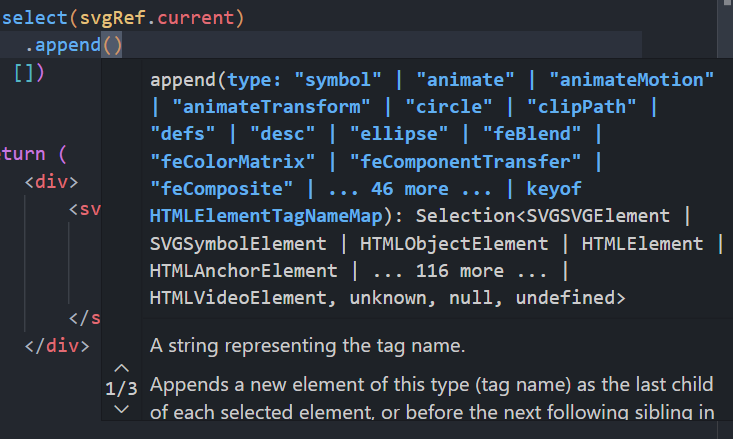 select(svgRef.current)
.append()
[])
append(type: "symbol" | "animate" | "animateMotion"
| "animateTransform" | "circle" | "clipPath" |
"defs" | "desc" | "ellipse" | "feBlend" |
"feColorMatrix" | "feComponentTransfer" |
"feComposite" | ... 46 more ... | keyof
HTMLElementTagNameMap): Selection<SVGSVGElement |
SVGSymbolElement | HTMLObjectElement | HTMLElement |
HTMLAnchorElement | ... 116 more ... |
HTMLVideoElement, unknown, null, undefined>
turn (
<div>
<sv
</s
</div>
1/3
A string representing the tag name.
Appends a new element of this type (tag name) as the last child
of each selected element, or before the next following sibling in